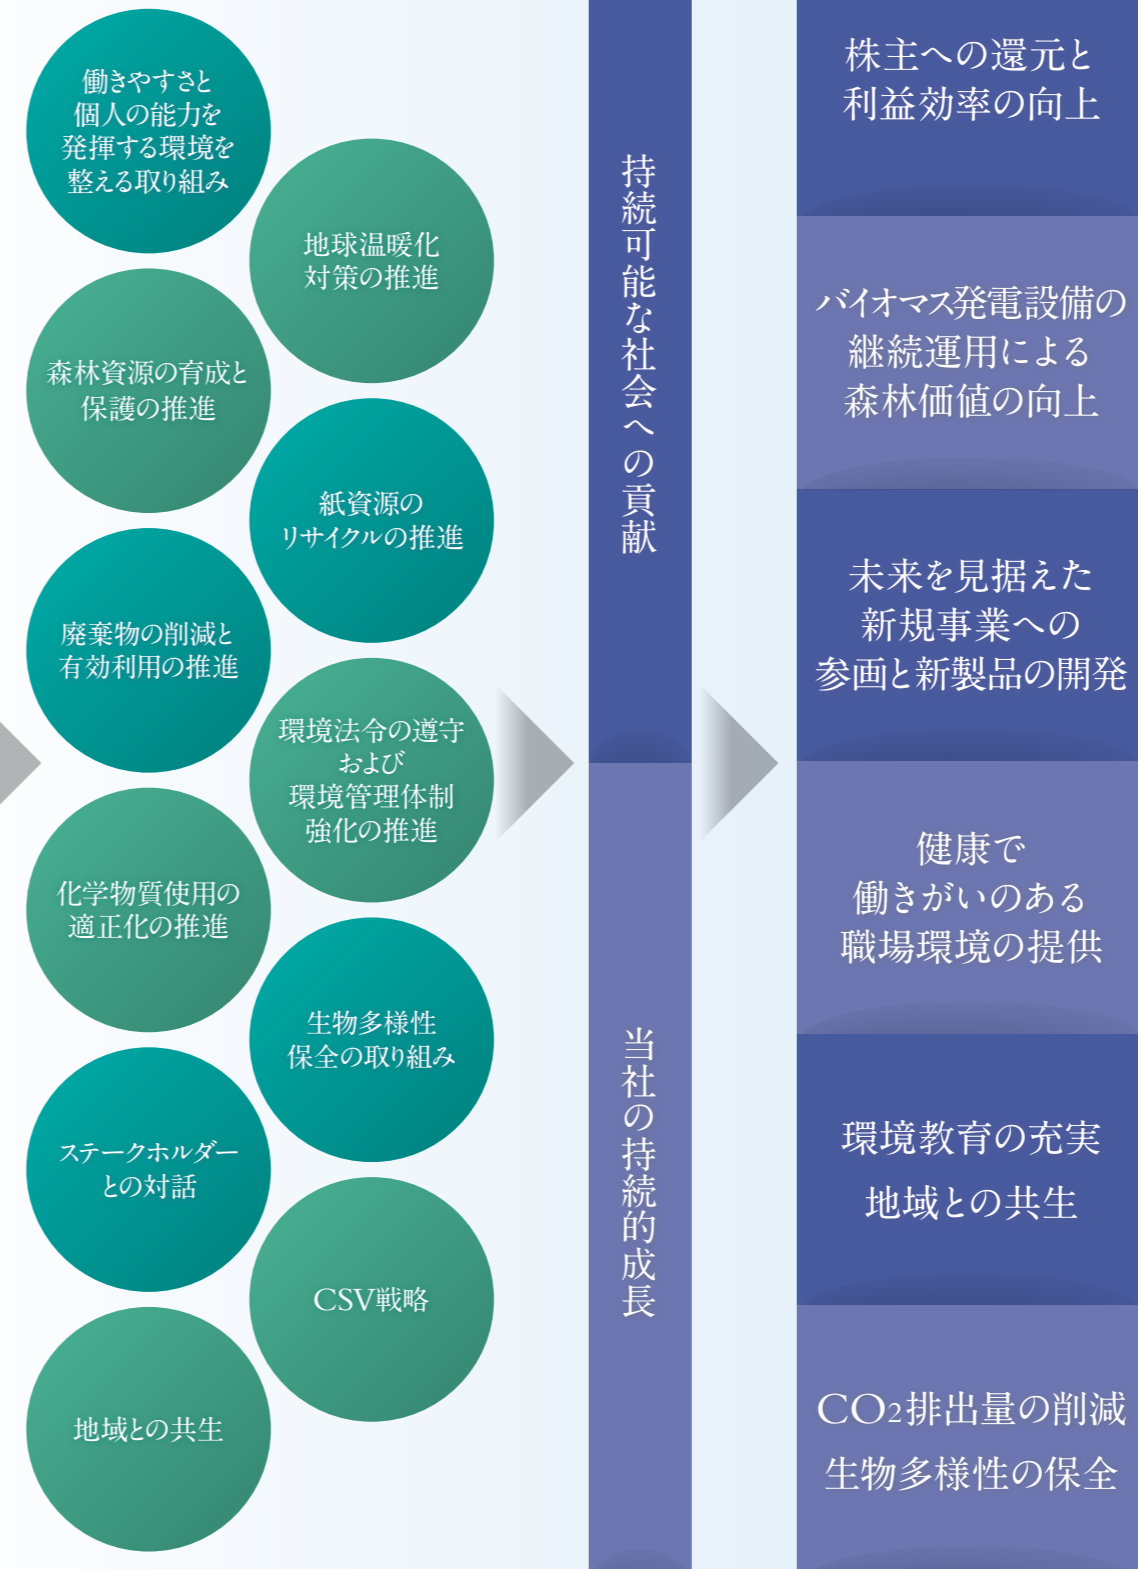 働きやすさと
個人の能力を
発揮する環境を
整える取り組み
地球温暖化
対策の推進
森林資源の育成と
保護の推進
紙資源の
リサイクルの推進
廃棄物の削減と
有効利用の推進
環境法令の遵守
および
環境管理体制
強化の推進
化学物質使用の
適正化の推進
生物多様性
保全の取り組み
ステークホルダー
との対話
CSV戦略
地域との共生
持続可能な社会への貢献
当社の持続的成長
株主への還元と
利益効率の向上
バイオマス発電設備の
継続運用による
森林価値の向上
未来を見据えた
新規事業への
参画と新製品の開発
健康で
働きがいのある
職場環境の提供
環境教育の充実
地域との共生
CO2排出量の削減
生物多様性の保全